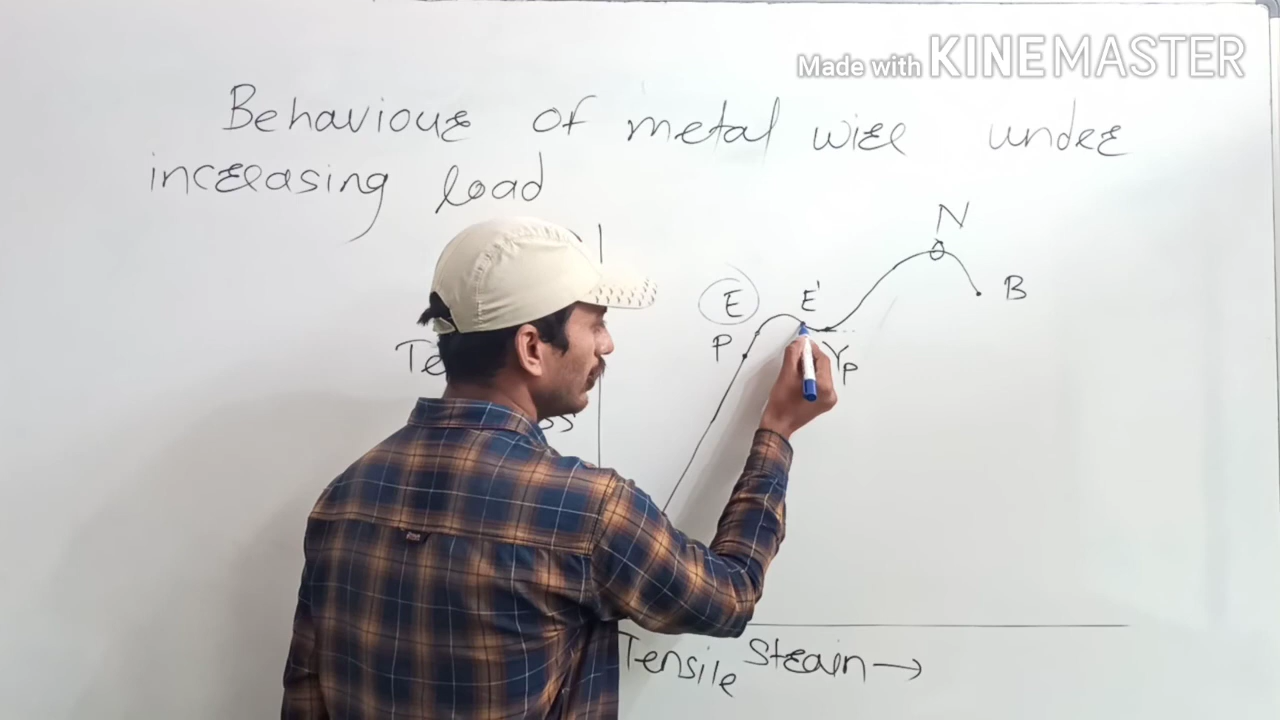 Made with KINEMASTER
Behaviour of metal wire under
increasing load
N
E
E'
B
P
Yp
Tensile Strain →